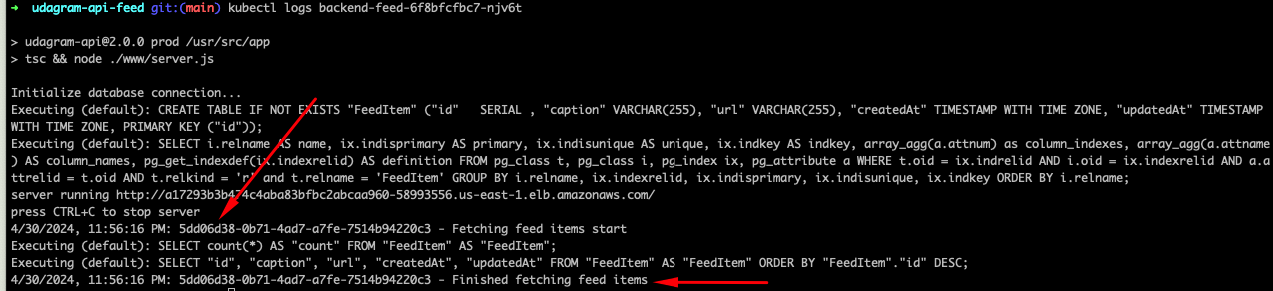 ➜ udagram-api-feed git:(main) kubectl logs backend-feed-6f8bfcfbc7-njv6t
> udagram-api@2.0.0 prod /usr/src/app
> tsc && node ./www/server.js
Initialize database connection...
Executing (default): CREATE TABLE IF NOT EXISTS "FeedItem" ("id"   SERIAL , "caption" VARCHAR(255), "url" VARCHAR(255), "createdAt" TIMESTAMP WITH TIME ZONE, "updatedAt" TIMESTAMP
WITH TIME ZONE, PRIMARY KEY ("id"));
Executing (default): SELECT i.relname AS name, ix.indisprimary AS primary, ix.indisunique AS unique, ix.indkey AS indkey, array_agg(a.attnum) as column_indexes, array_agg(a.attname
) AS column_names, pg_get_indexdef(ix.indexrelid) AS definition FROM pg_class t, pg_class i, pg_index ix, pg_attribute a WHERE t.oid = ix.indrelid AND i.oid = ix.indexrelid AND a.a
ttrelid = t.oid AND t.relkind = 'r' and t.relname = 'FeedItem' GROUP BY i.relname, ix.indexrelid, ix.indisprimary, ix.indisunique, ix.indkey ORDER BY i.relname;
server running http://a17293b3b474c4aba83bfbc2abcaa960-58993556.us-east-1.elb.amazonaws.com/
press CTRL+C to stop server
4/30/2024, 11:56:16 PM: 5dd06d38-0b71-4ad7-a7fe-7514b94220c3 - Fetching feed items start
Executing (default): SELECT count(*) AS "count" FROM "FeedItem" AS "FeedItem";
Executing (default): SELECT "id", "caption", "url", "createdAt", "updatedAt" FROM "FeedItem" AS "FeedItem" ORDER BY "FeedItem"."id" DESC;
4/30/2024, 11:56:16 PM: 5dd06d38-0b71-4ad7-a7fe-7514b94220c3 - Finished fetching feed items